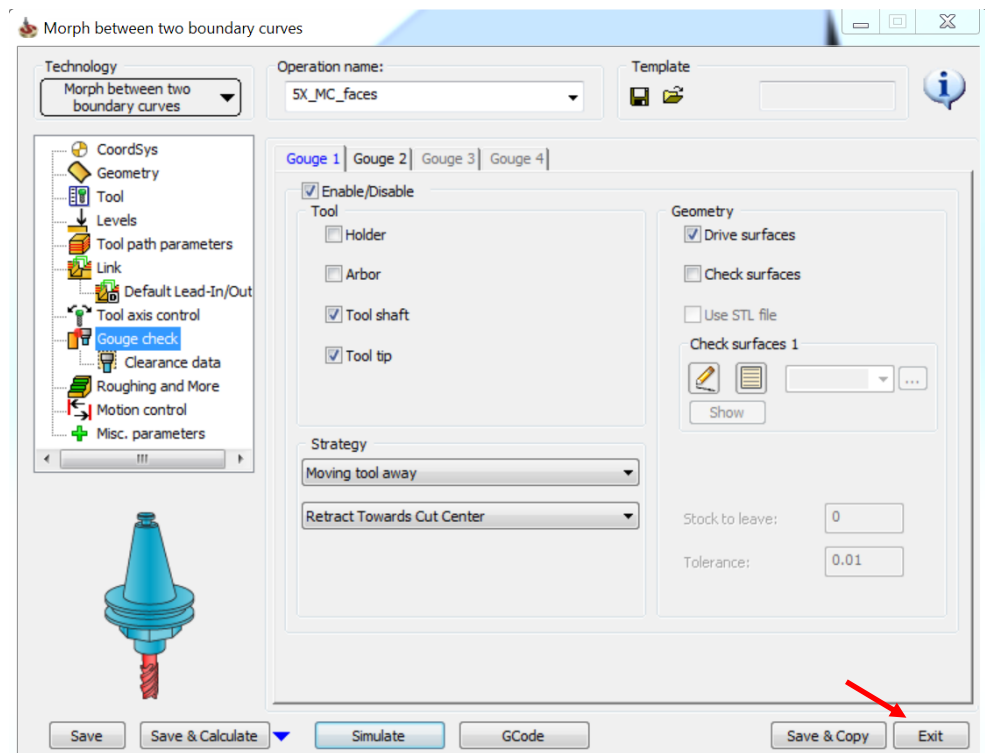 Morph between two boundary curves
Technology
Morph between two
boundary curves
Operation name:
5X_MC_faces
Template
CoordSys
Geometry
Tool
Levels
Tool path parameters
Link
Default Lead-In/Out
Tool axis control
Gouge check
Clearance data
Roughing and More
Motion control
Misc. parameters
Gouge 1
Gouge 2
Gouge 3
Gouge 4
Enable/Disable
Tool
Holder
Arbor
Tool shaft
Tool tip
Strategy
Moving tool away
Retract Towards Cut Center
Geometry
Drive surfaces
Check surfaces
Use STL file
Check surfaces 1
...
Show
Stock to leave:
0
Tolerance:
0.01
Save
Save & Calculate
Simulate
GCode
Save & Copy
Exit